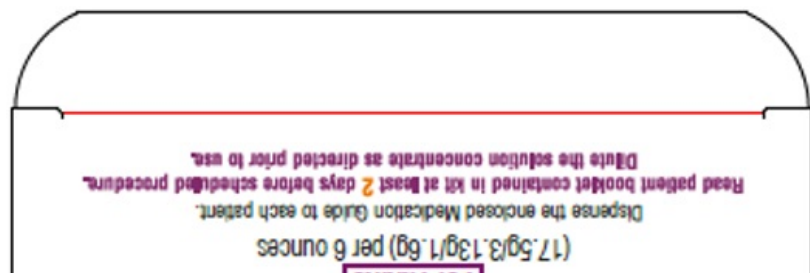 (17.5g/3.13g/1.6g) per 6 ounces
Dispense the enclosed Medication Guide to each patient.
Read patient booklet contained in kit at least 2 days before scheduled procedure.
Dilute the solution concentrate as directed prior to use.